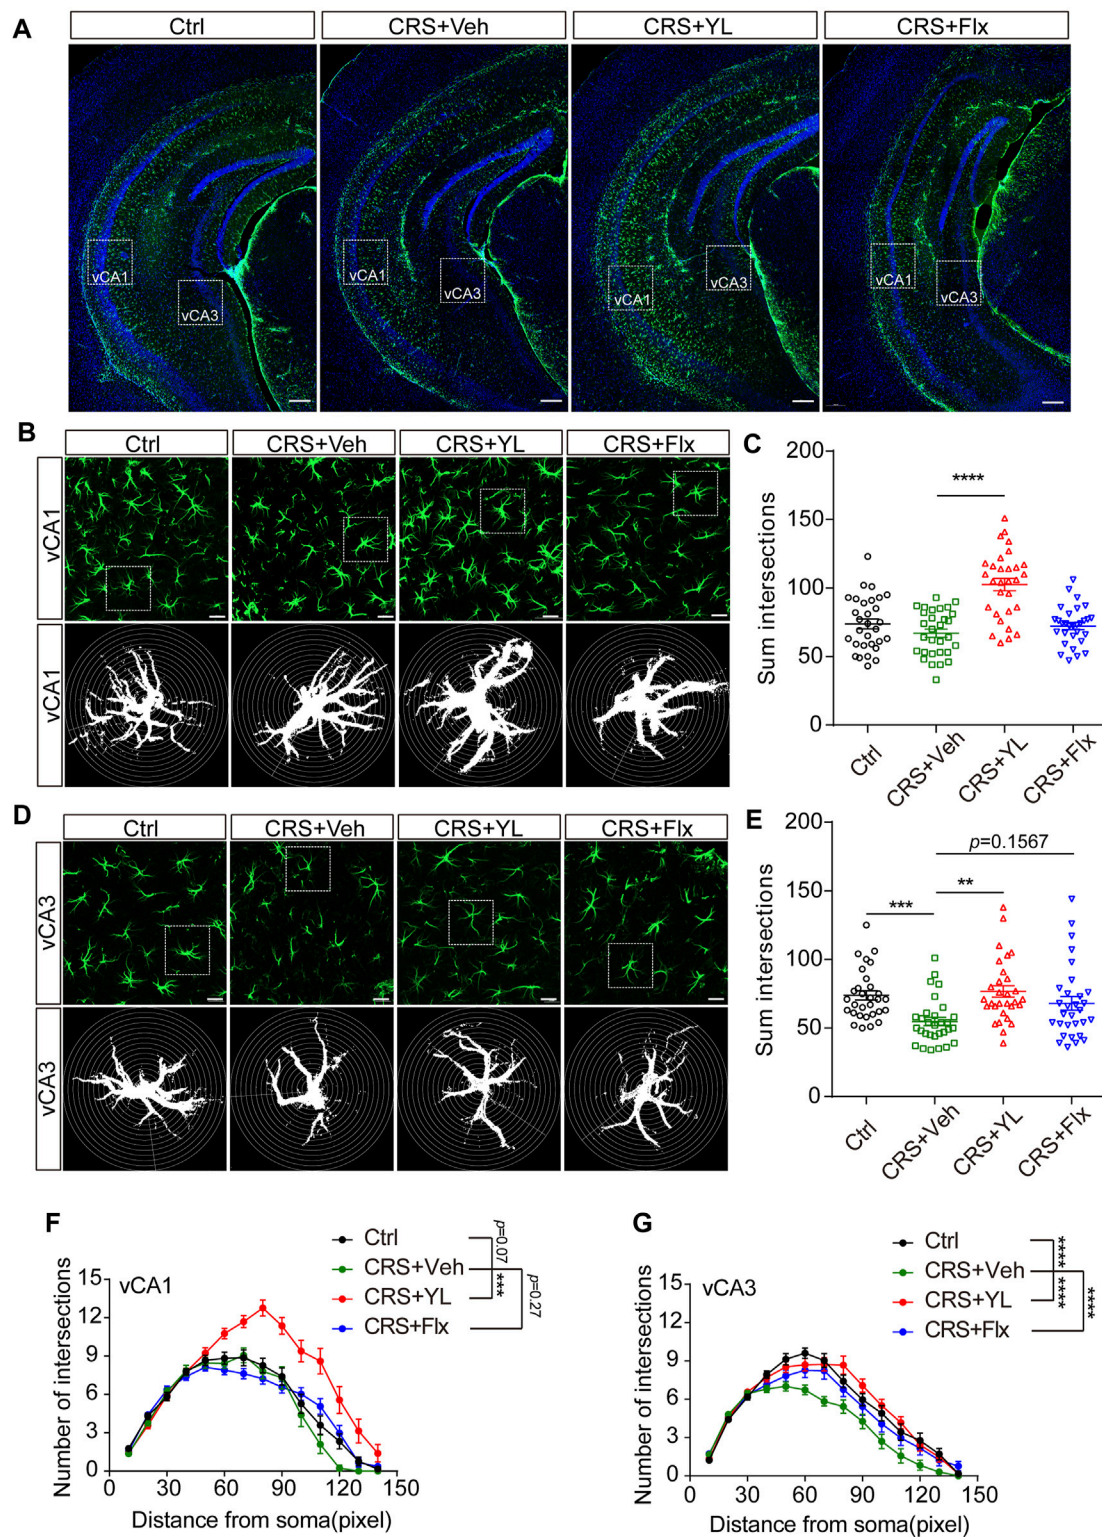 A
Ctrl
CRS+Veh
CRS+YL
CRS+Flx
vCA1
vCA3
vCA1
vCA3
vCA1
vCA3
vCA1
vCA3
B
Ctrl
CRS+Veh
CRS+YL
CRS+Flx
vCA1
vCA1
C
200
150
100
50
0
Sum intersections
****
Ctrl
CRS+Veh
CRS+YL
CRS+Flx
D
Ctrl
CRS+Veh
CRS+YL
CRS+Flx
vCA3
vCA3
E
200
150
100
50
0
Sum intersections
p=0.1567
***
**
Ctrl
CRS+Veh
CRS+YL
CRS+Flx
F
vCA1
Ctrl
CRS+Veh
CRS+YL
CRS+Flx
p=0.07
***
p=0.27
15
12
9
6
3
0
Number of intersections
0 30 60 90 120 150
Distance from soma(pixel)
G
vCA3
Ctrl
CRS+Veh
CRS+YL
CRS+Flx
****
****
****
15
12
9
6
3
0
Number of intersections
0 30 60 90 120 150
Distance from soma(pixel)